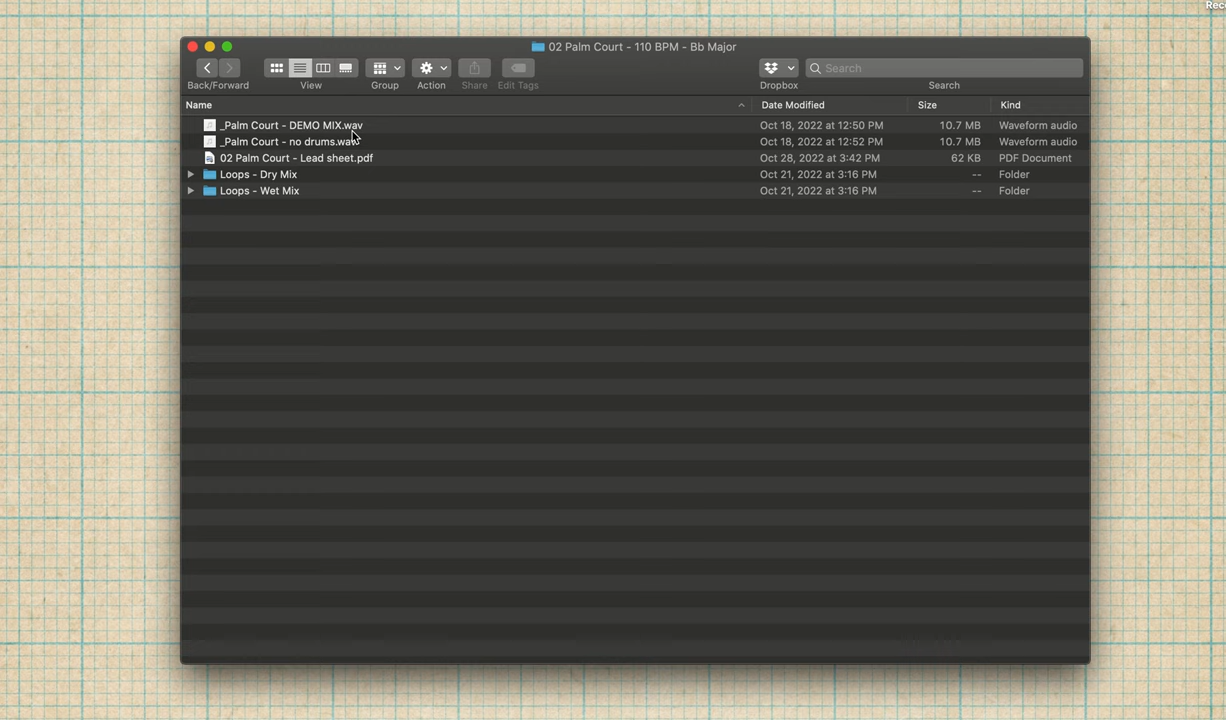 Rec
02 Palm Court - 110 BPM - Bb Major
Search
Back/Forward View Group Action Share Edit Tags Dropbox Search
Name Date Modified Size Kind
_Palm Court - DEMO MIX.wav Oct 18, 2022 at 12:50 PM 10.7 MB Waveform audio
_Palm Court - no drums.wav Oct 18, 2022 at 12:52 PM 10.7 MB Waveform audio
02 Palm Court - Lead sheet.pdf Oct 28, 2022 at 3:42 PM 62 KB PDF Document
Loops - Dry Mix Oct 21, 2022 at 3:16 PM -- Folder
Loops - Wet Mix Oct 21, 2022 at 3:16 PM -- Folder